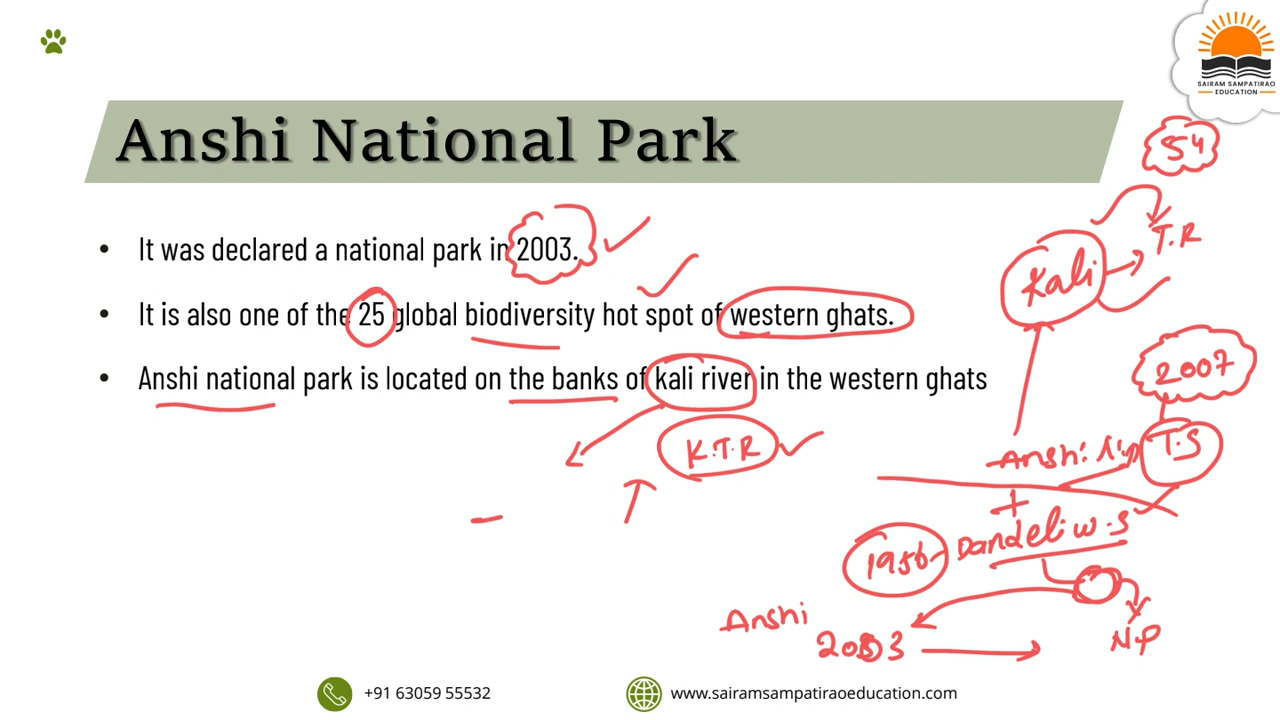 SAIRAM SAMPATIRAO
EDUCATION
Anshi National Park
54
• It was declared a national park in 2003.
T.R
Kali
• It is also one of the 25 global biodiversity hot spot of western ghats.
2007
• Anshi national park is located on the banks of kali river in the western ghats
K.T.R
Anshi Np T.S
+
1956 - Dandeli W.S
Anshi
2003
NP
+91 63059 55532
www.sairamsampatiraoeducation.com